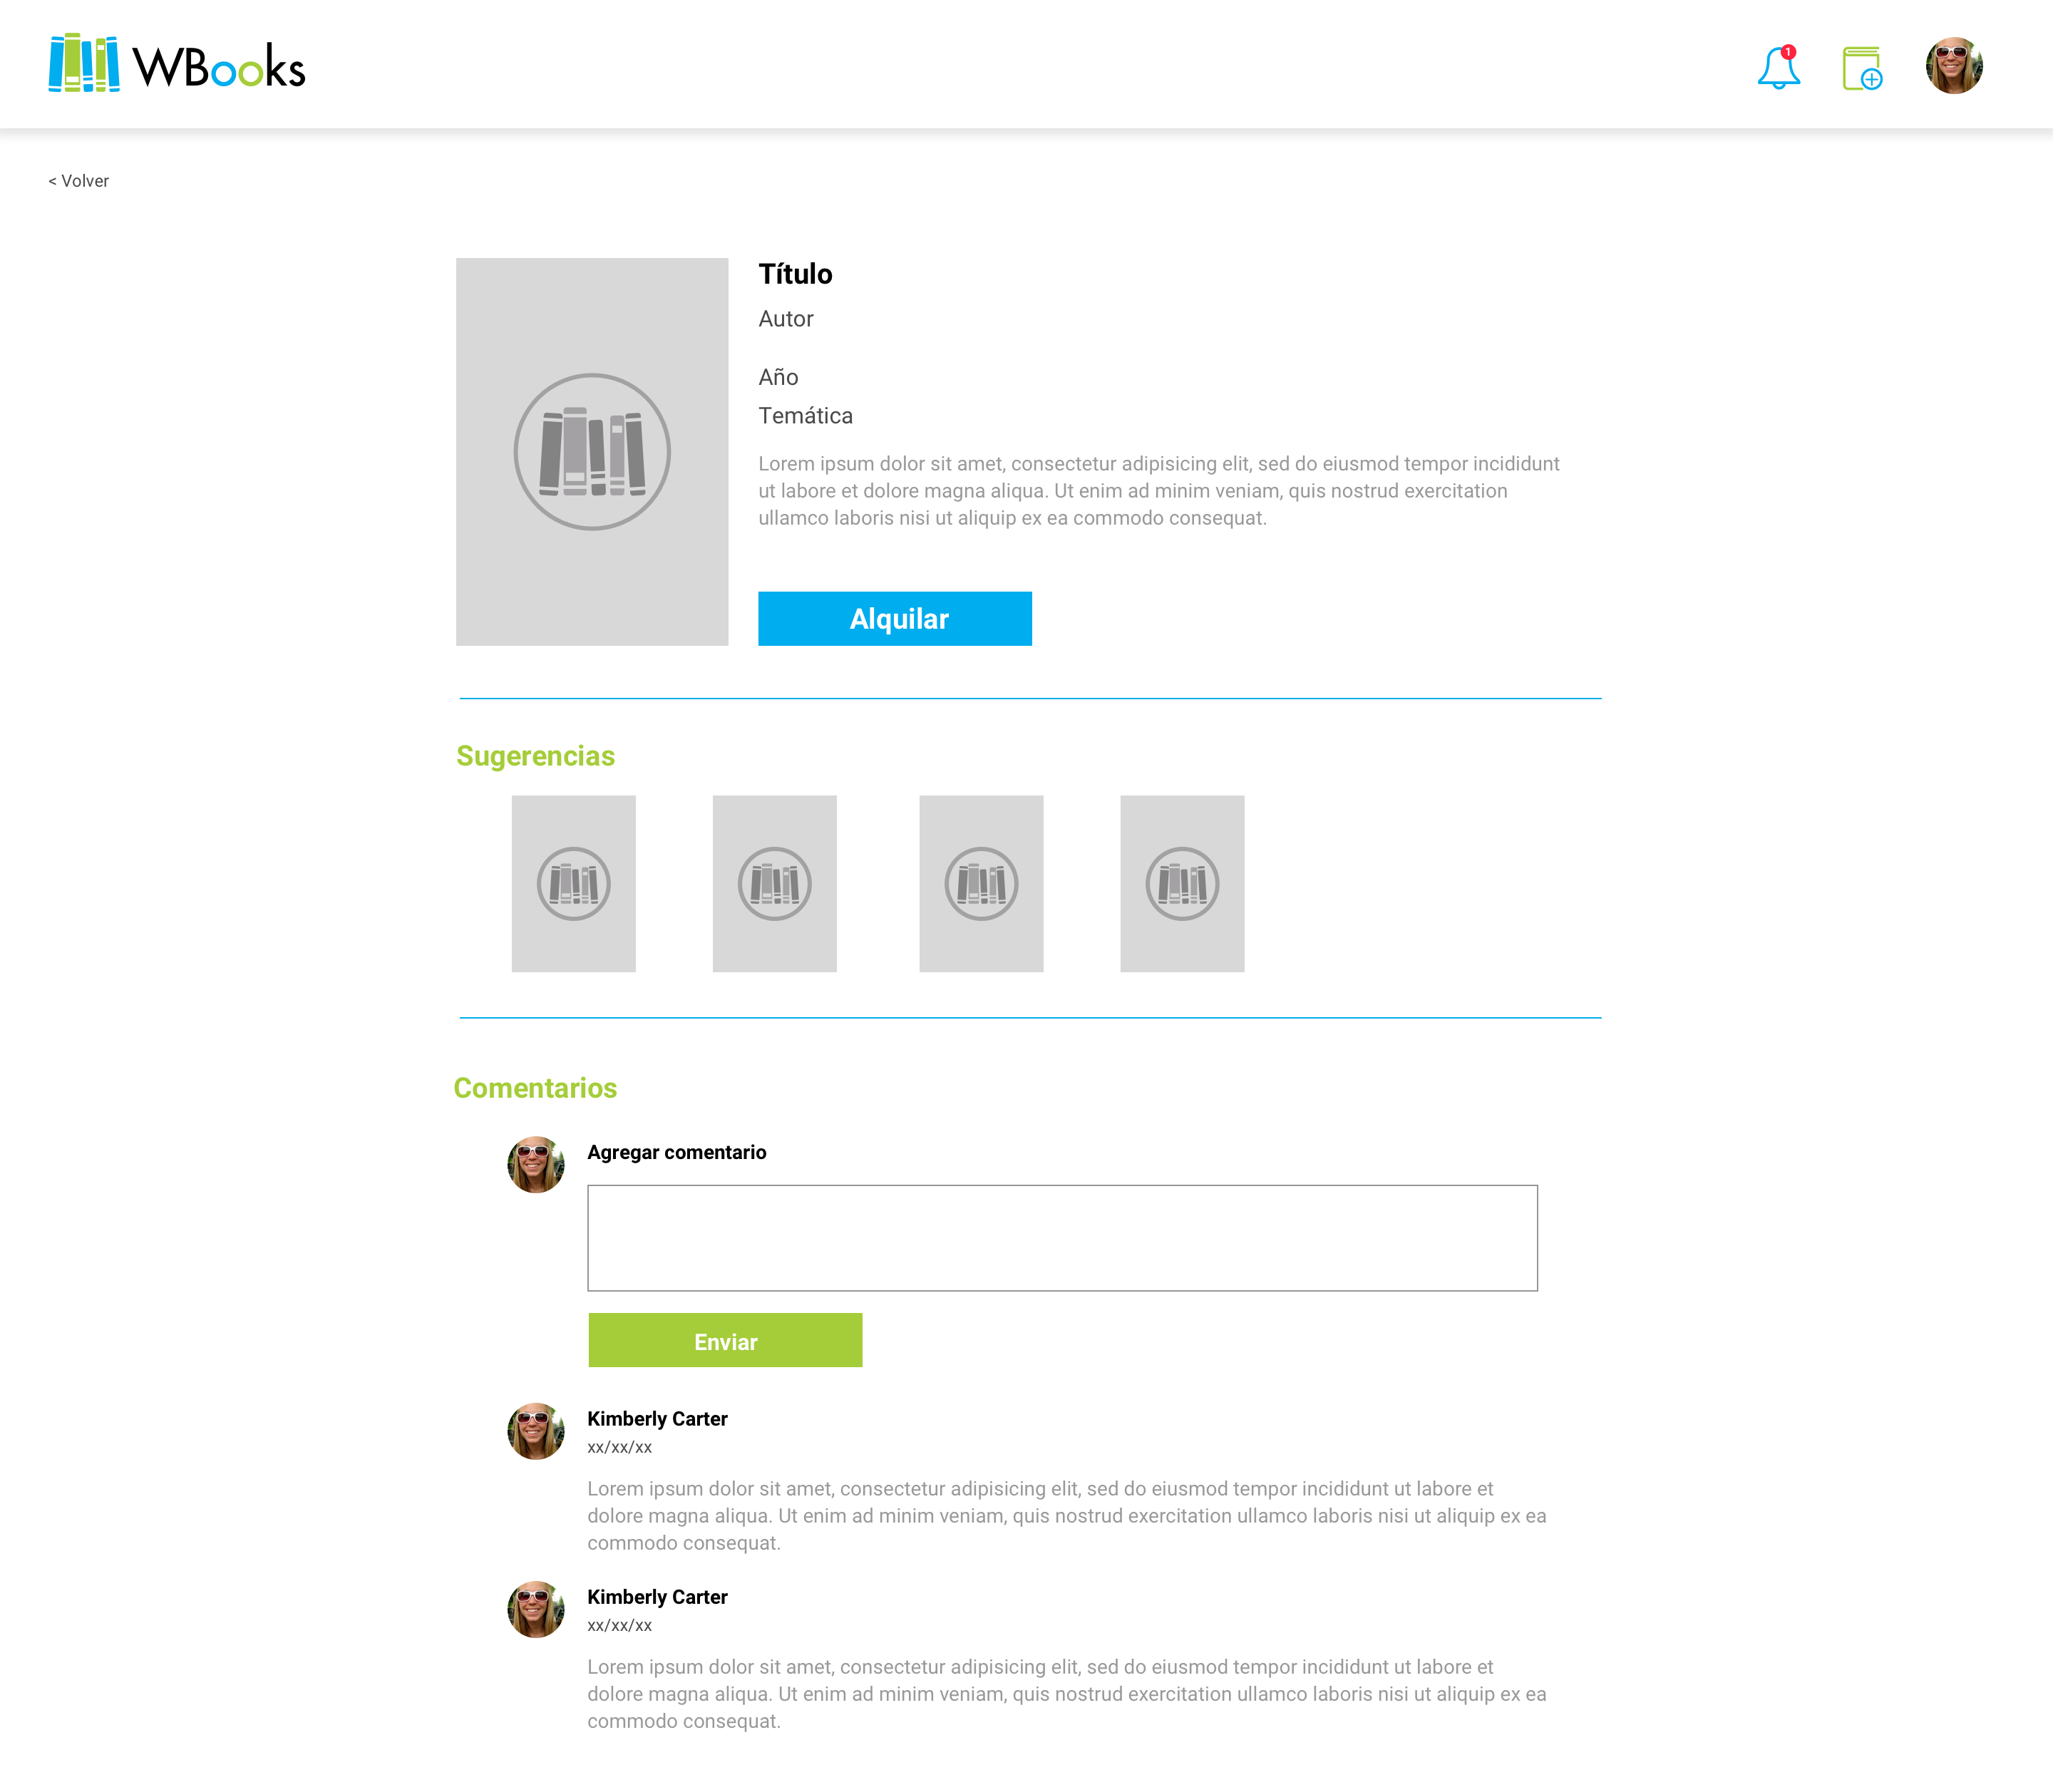 WBooks
1
< Volver
Título
Autor
Año
Temática
Lorem ipsum dolor sit amet, consectetur adipisicing elit, sed do eiusmod tempor incididunt
ut labore et dolore magna aliqua. Ut enim ad minim veniam, quis nostrud exercitation
ullamco laboris nisi ut aliquip ex ea commodo consequat.
Alquilar
Sugerencias
Comentarios
Agregar comentario
Enviar
Kimberly Carter
xx/xx/xx
Lorem ipsum dolor sit amet, consectetur adipisicing elit, sed do eiusmod tempor incididunt ut labore et
dolore magna aliqua. Ut enim ad minim veniam, quis nostrud exercitation ullamco laboris nisi ut aliquip ex ea
commodo consequat.
Kimberly Carter
xx/xx/xx
Lorem ipsum dolor sit amet, consectetur adipisicing elit, sed do eiusmod tempor incididunt ut labore et
dolore magna aliqua. Ut enim ad minim veniam, quis nostrud exercitation ullamco laboris nisi ut aliquip ex ea
commodo consequat.